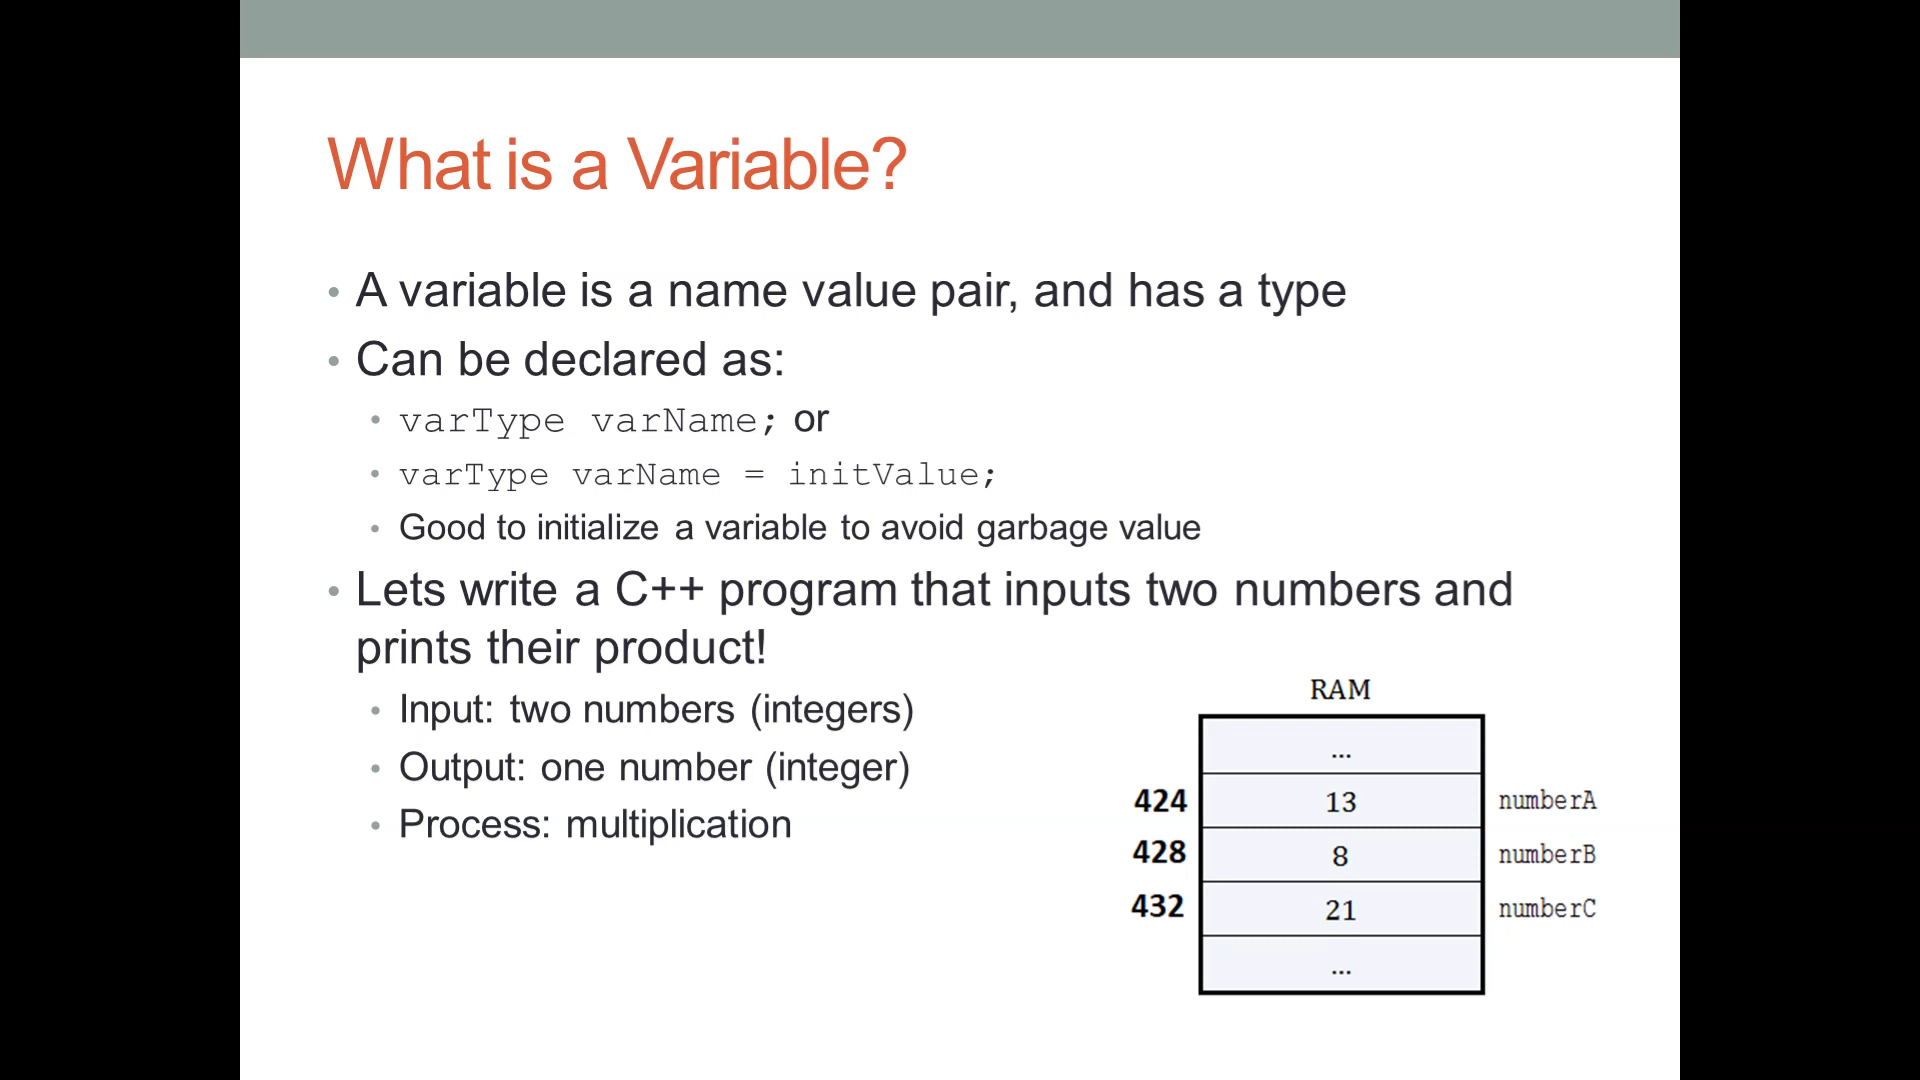 What is a Variable?
• A variable is a name value pair, and has a type
• Can be declared as:
• varType varName; or
• varType varName = initValue;
• Good to initialize a variable to avoid garbage value
• Lets write a C++ program that inputs two numbers and
prints their product!
• Input: two numbers (integers)
• Output: one number (integer)
• Process: multiplication
RAM
...
424 13 numberA
428 8 numberB
432 21 numberC
...